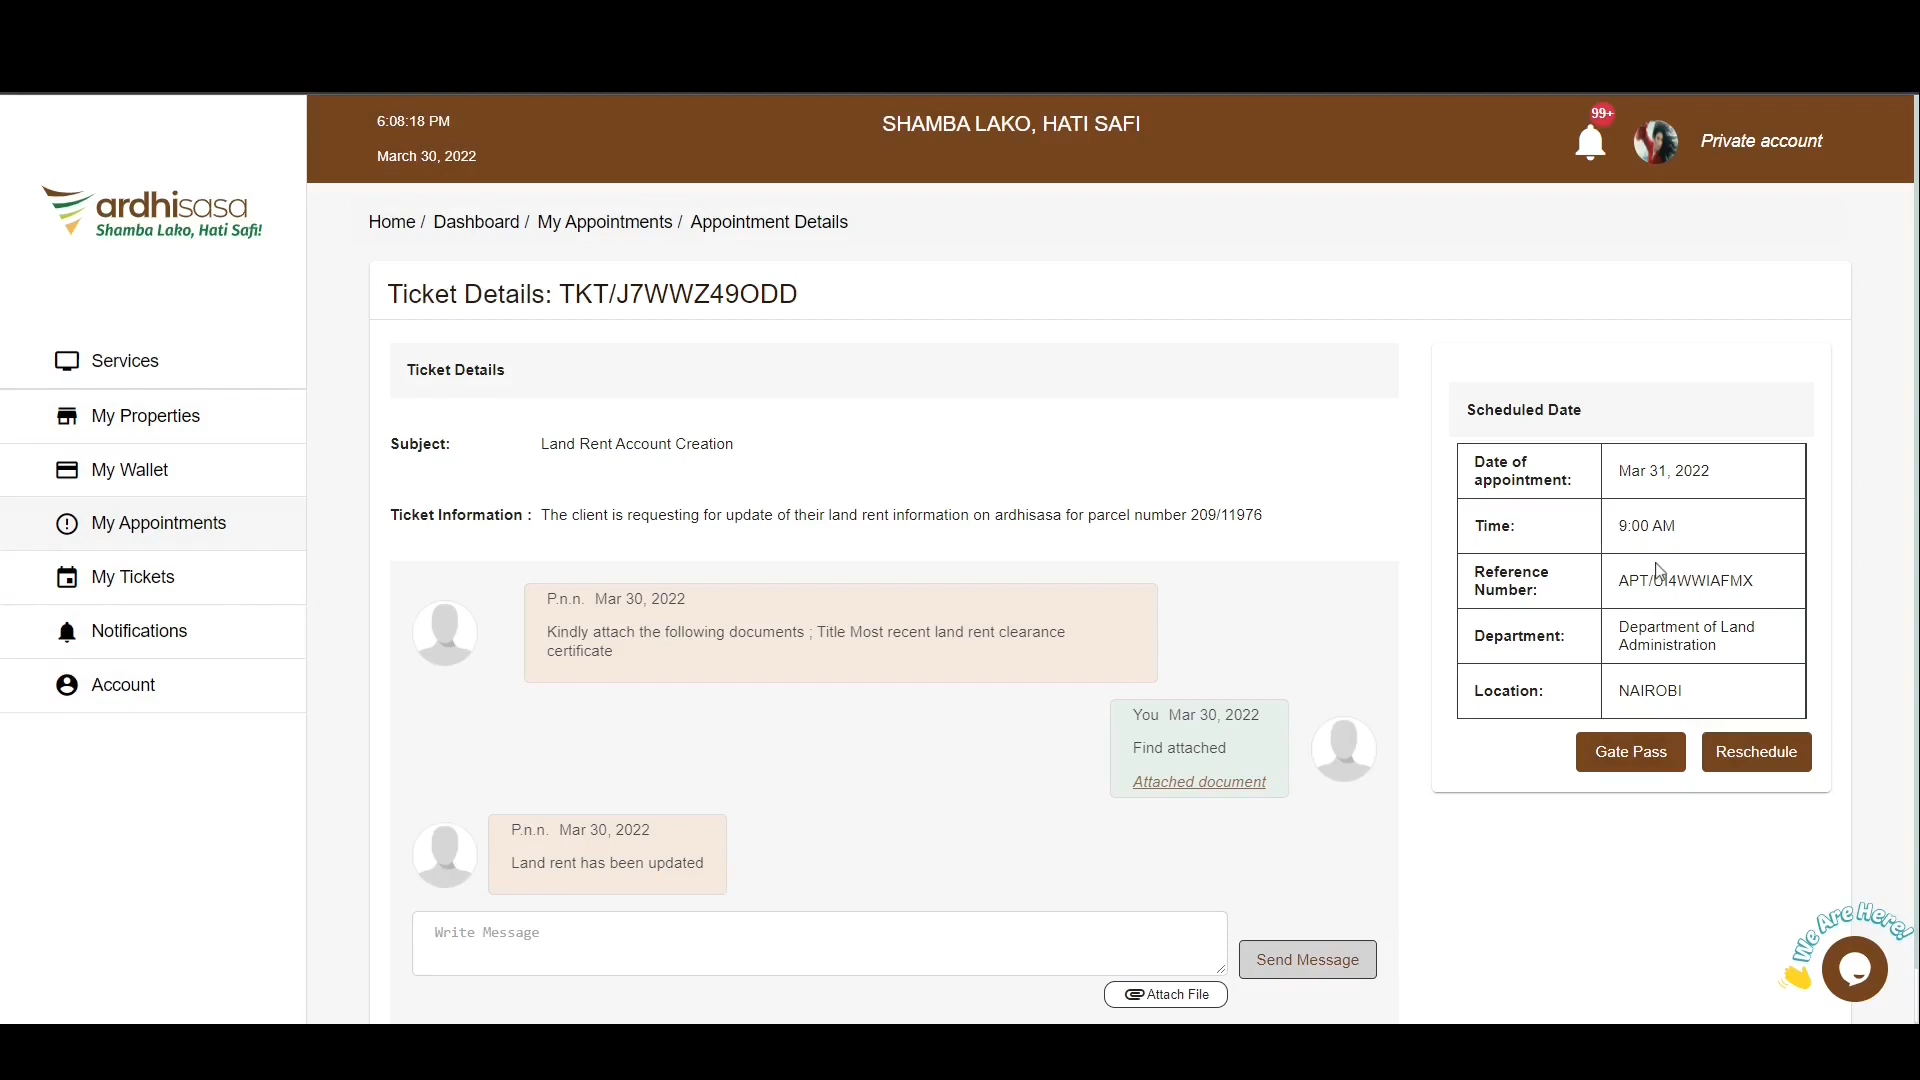 6:08:18 PM
March 30, 2022
SHAMBA LAKO, HATI SAFI
99+
Private account
ardhisasa
Shamba Lako, Hati Safi!
Home / Dashboard / My Appointments / Appointment Details
Services
My Properties
My Wallet
My Appointments
My Tickets
Notifications
Account
Ticket Details: TKT/J7WWZ49ODD
Ticket Details
Subject: Land Rent Account Creation
Ticket Information : The client is requesting for update of their land rent information on ardhisasa for parcel number 209/11976
P.n.n. Mar 30, 2022
Kindly attach the following documents ; Title Most recent land rent clearance
certificate
You Mar 30, 2022
Find attached
Attached document
P.n.n. Mar 30, 2022
Land rent has been updated
Write Message
Send Message
Attach File
Scheduled Date
Date of
appointment:
Mar 31, 2022
Time: 9:00 AM
Reference
Number:
Department:
Department of Land
Administration
Location: NAIROBI
Gate Pass
Reschedule
We Are Here!